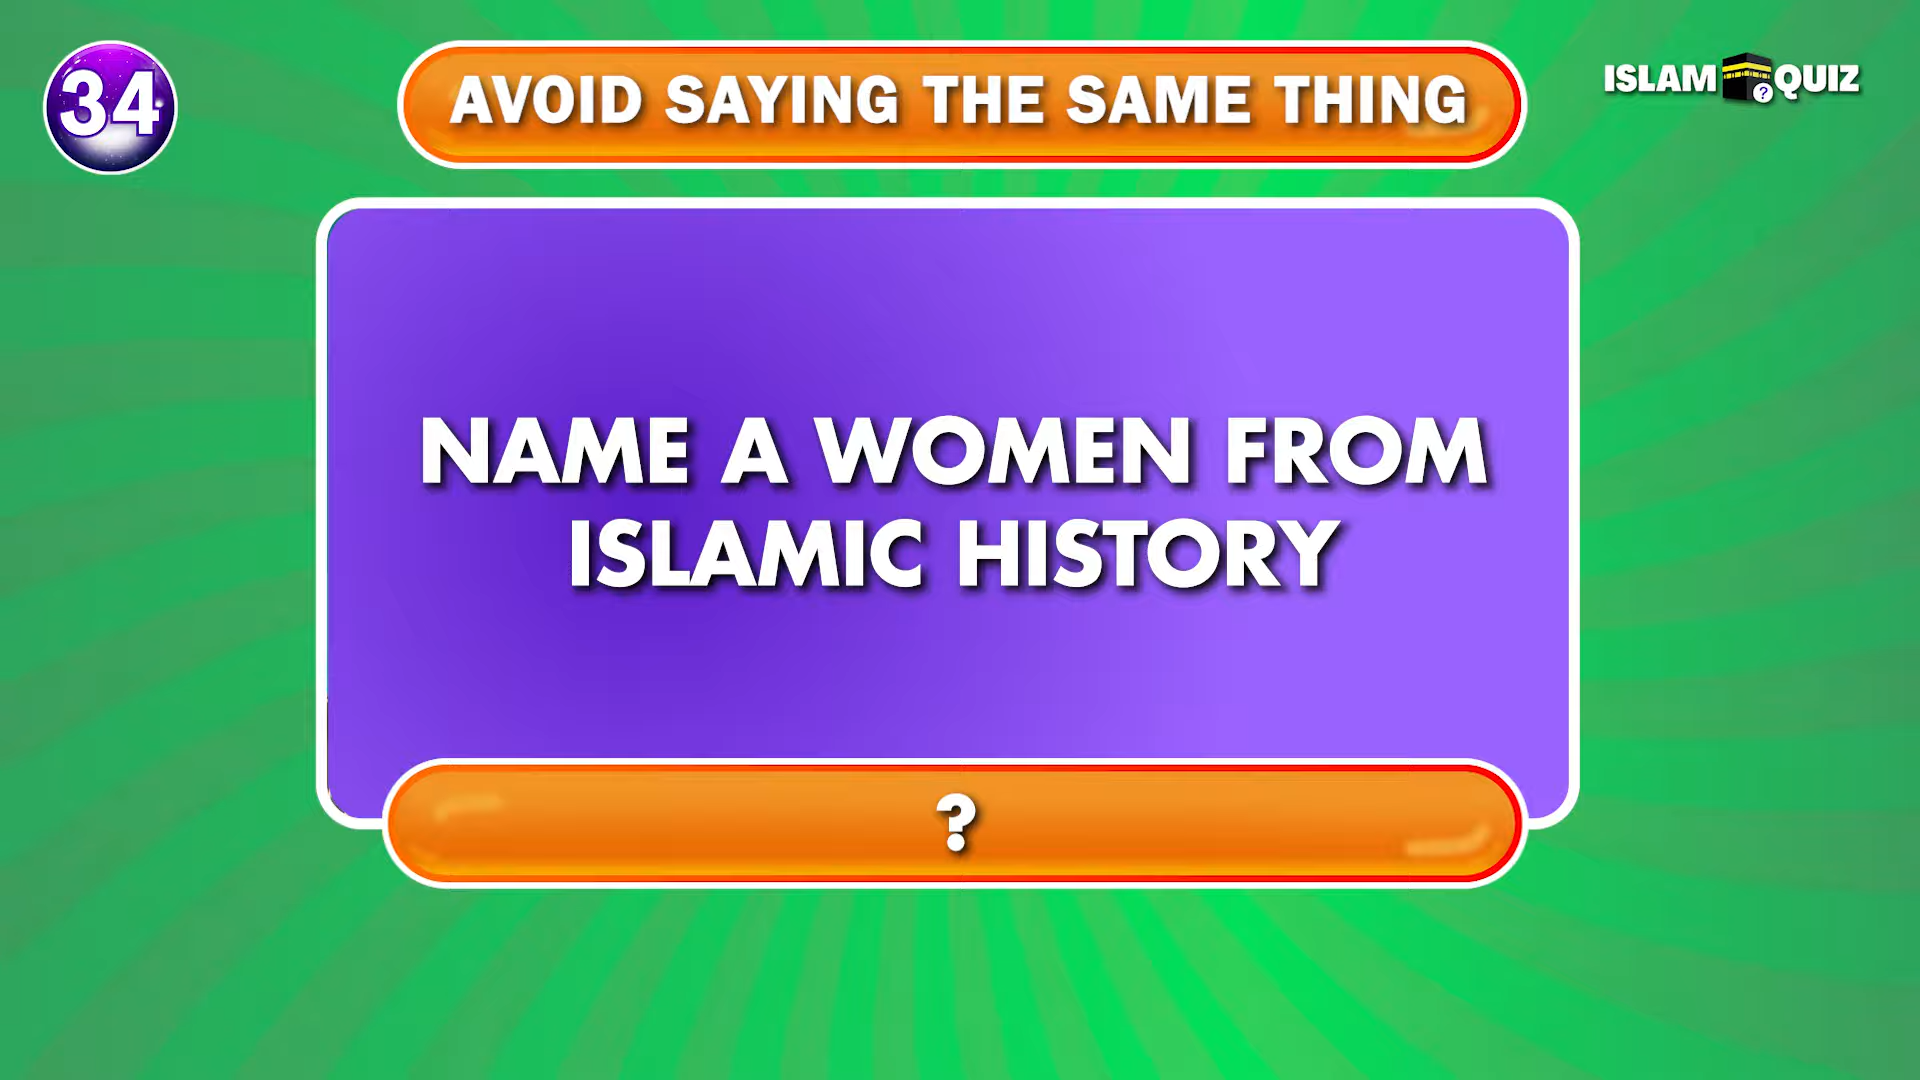 34
AVOID SAYING THE SAME THING
ISLAM QUIZ
?
NAME A WOMEN FROM
ISLAMIC HISTORY
?